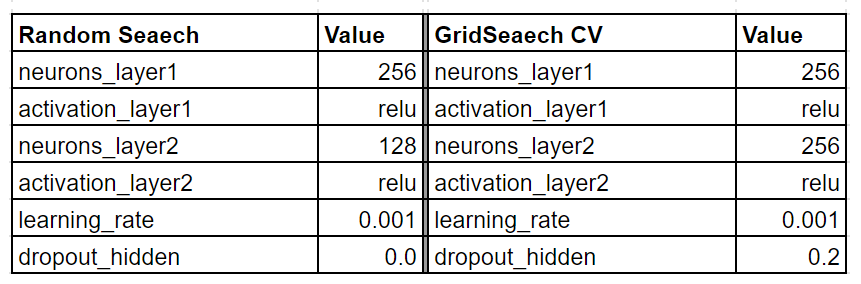 Random Seaech Value GridSeaech CV Value
neurons_layer1 256 neurons_layer1 256
activation_layer1 relu activation_layer1 relu
neurons_layer2 128 neurons_layer2 256
activation_layer2 relu activation_layer2 relu
learning_rate 0.001 learning_rate 0.001
dropout_hidden 0.0 dropout_hidden 0.2